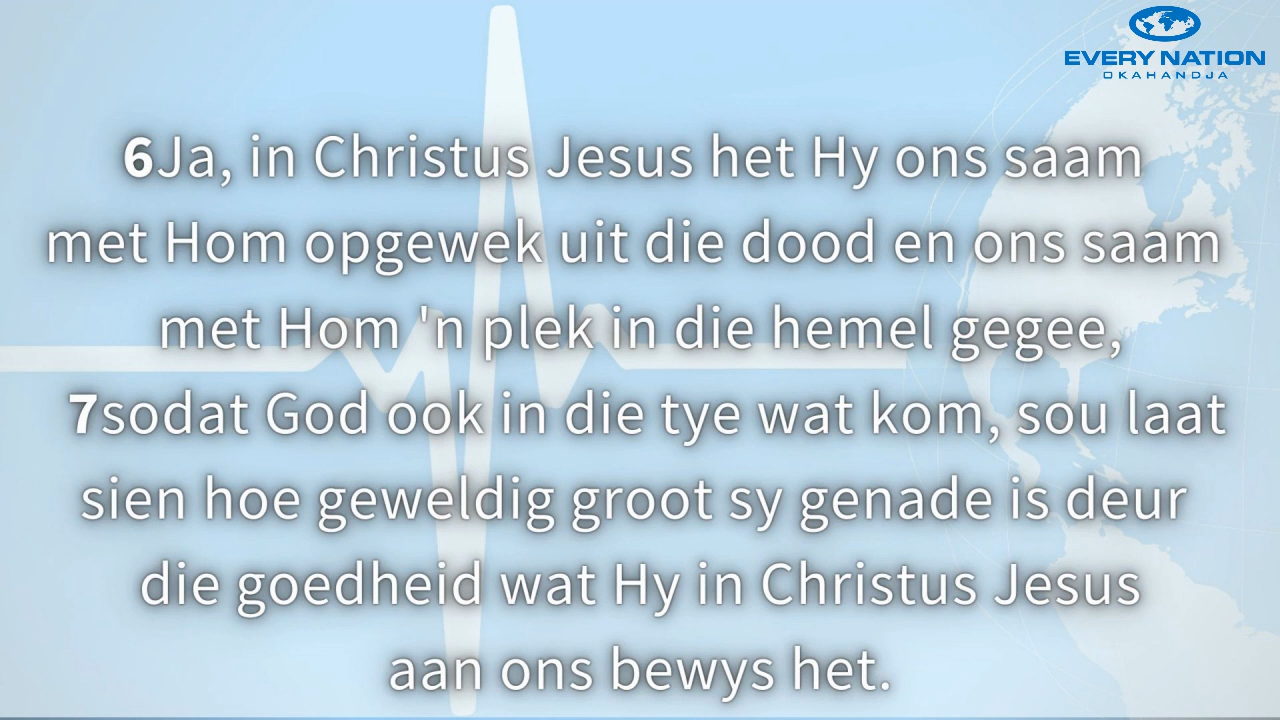 EVERY NATION
OKAHANDJA
6Ja, in Christus Jesus het Hy ons saam
met Hom opgewek uit die dood en ons saam
met Hom 'n plek in die hemel gegee,
7sodat God ook in die tye wat kom, sou laat
sien hoe geweldig groot sy genade is deur
die goedheid wat Hy in Christus Jesus
aan ons bewys het.